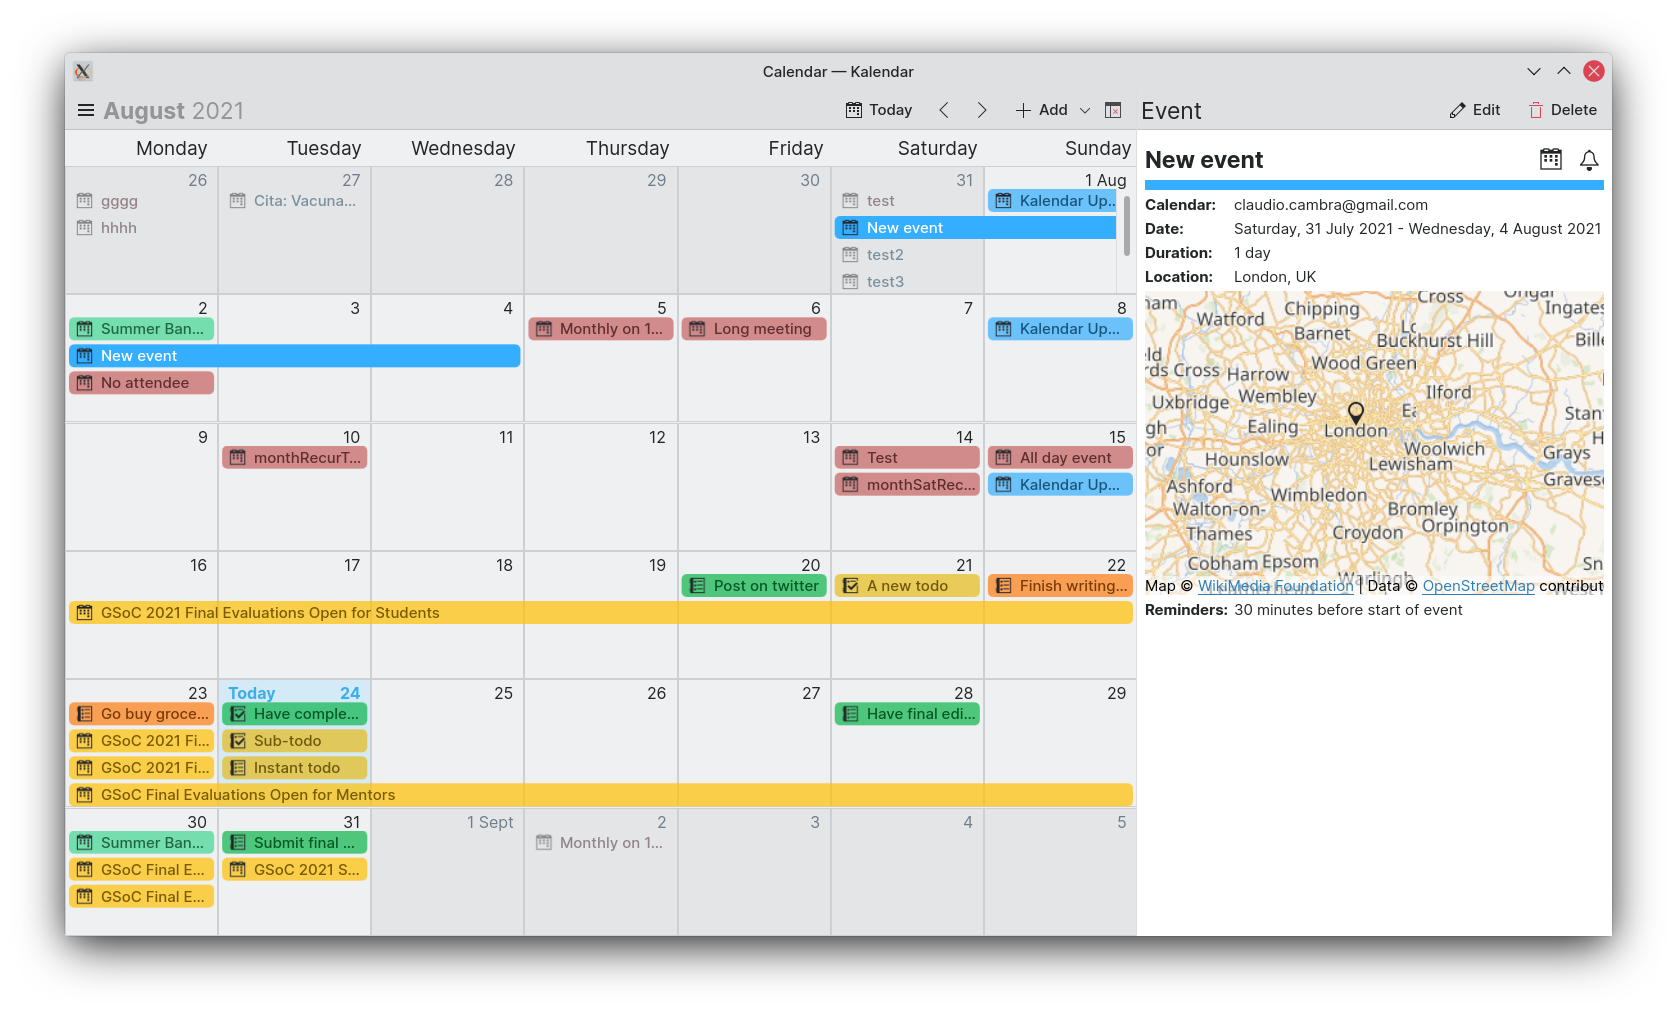 Calendar — Kalendar
August 2021
Today
Add
Event
Edit
Delete
Monday Tuesday Wednesday Thursday Friday Saturday Sunday
26 27 28 29 30 31 1 Aug
gggg Cita: Vacuna... test Kalendar Up...
hhhh New event
test2
test3
2 3 4 5 6 7 8
Summer Ban... Monthly on 1... Long meeting Kalendar Up...
New event
No attendee
9 10 11 12 13 14 15
monthRecurT... Test All day event
monthSatRec... Kalendar Up...
16 17 18 19 20 21 22
Post on twitter A new todo Finish writing...
GSoC 2021 Final Evaluations Open for Students
23 Today 24 25 26 27 28 29
Go buy groce... Have comple... Have final edi...
GSoC 2021 Fi... Sub-todo
GSoC 2021 Fi... Instant todo
GSoC Final Evaluations Open for Mentors
30 31 1 Sept 2 3 4 5
Summer Ban... Submit final ... Monthly on 1...
GSoC Final E... GSoC 2021 S...
GSoC Final E...
New event
Calendar: claudio.cambra@gmail.com
Date: Saturday, 31 July 2021 - Wednesday, 4 August 2021
Duration: 1 day
Location: London, UK
Cross
Chipping
Barnet
Watford
Buckhurst Hill
Wood Green
Harrow
Wembley
Ilford
Uxbridge
Ealing
London
Woolwich
Hounslow
Lewisham
Grays
Ashford
Wimbledon
Walton-on-
Thames
Bromley
Croydon
Orpington
Cobham
Epsom
Map © WikiMedia Foundation | Data © OpenStreetMap contribut
Reminders: 30 minutes before start of event